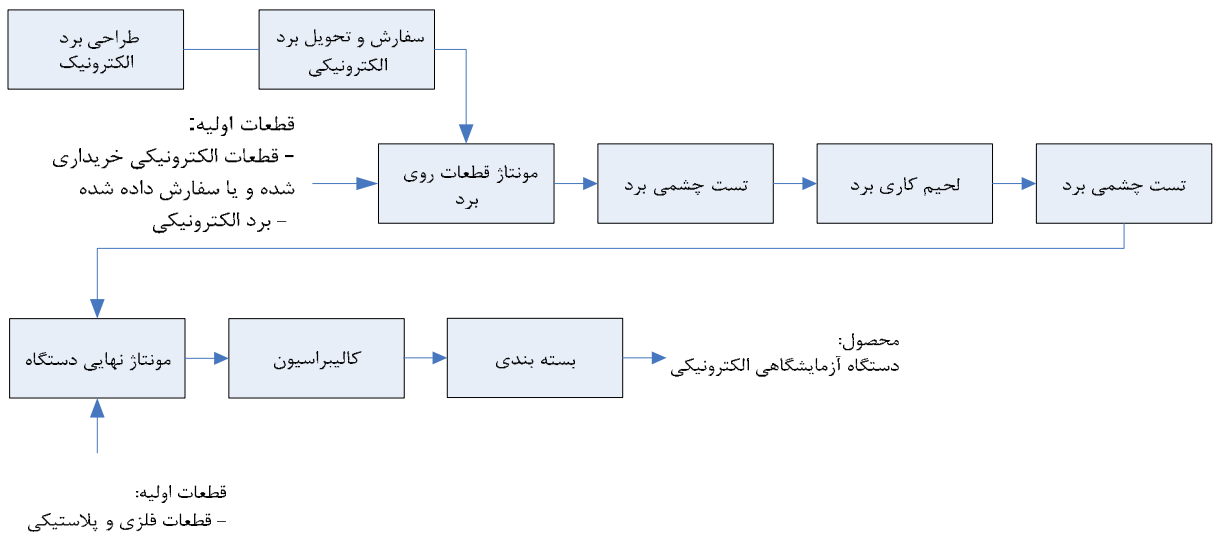 طراحی برد
الکترونیک
سفارش و تحویل برد
الکترونیکی
قطعات اولیه:
- قطعات الکترونیکی خریداری
شده و یا سفارش داده شده
- برد الکترونیکی
مونتاژ قطعات روی
برد
تست چشمی برد
لحیم کاری برد
تست چشمی برد
مونتاژ نهایی دستگاه
کالیبراسیون
بسته بندی
محصول:
دستگاه آزمایشگاهی الکترونیکی
قطعات اولیه:
- قطعات فلزی و پلاستیکی